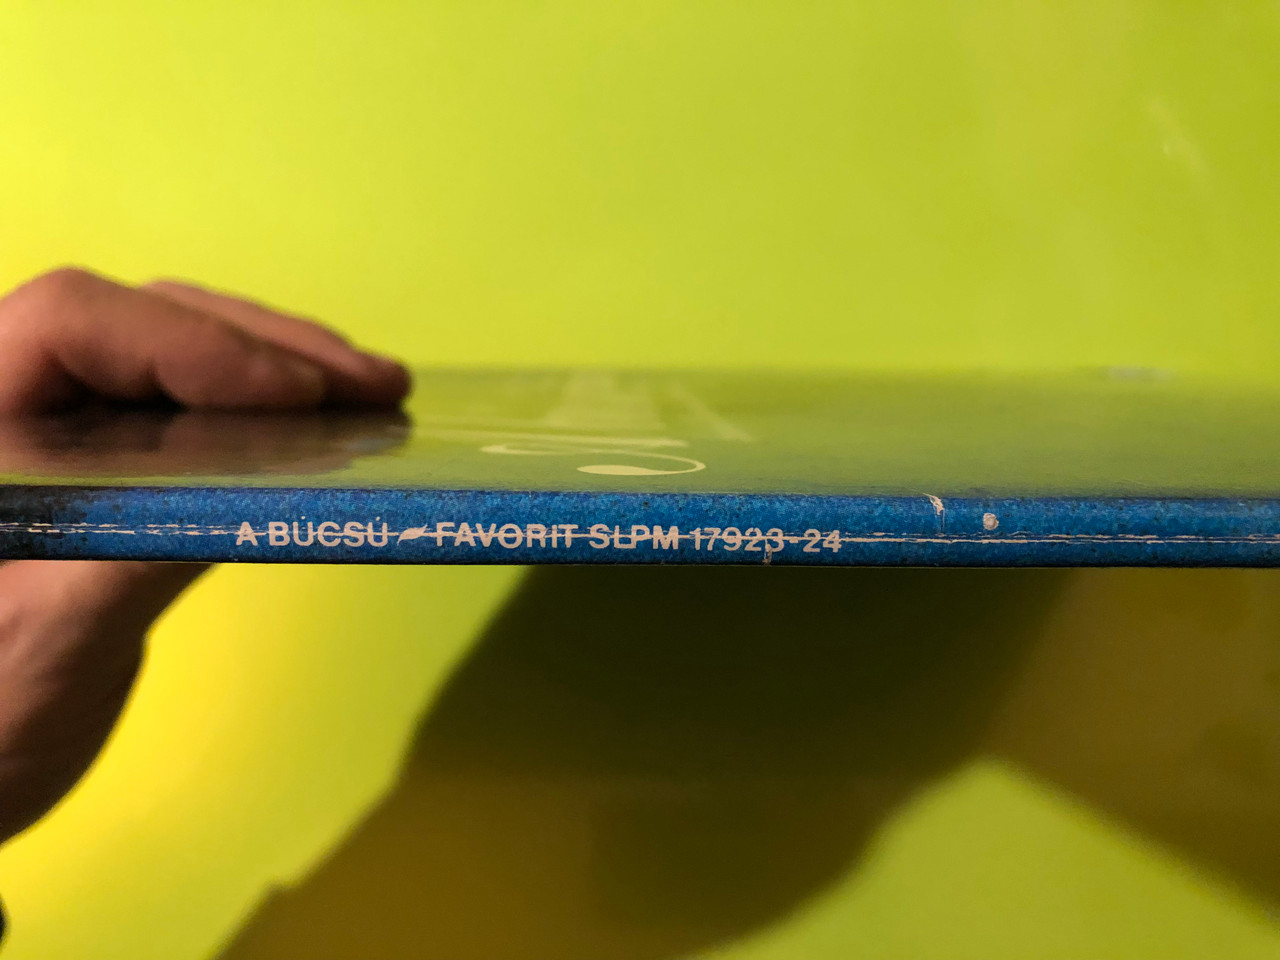 A BÚCSÚ FAVORIT SLPM 17923-24